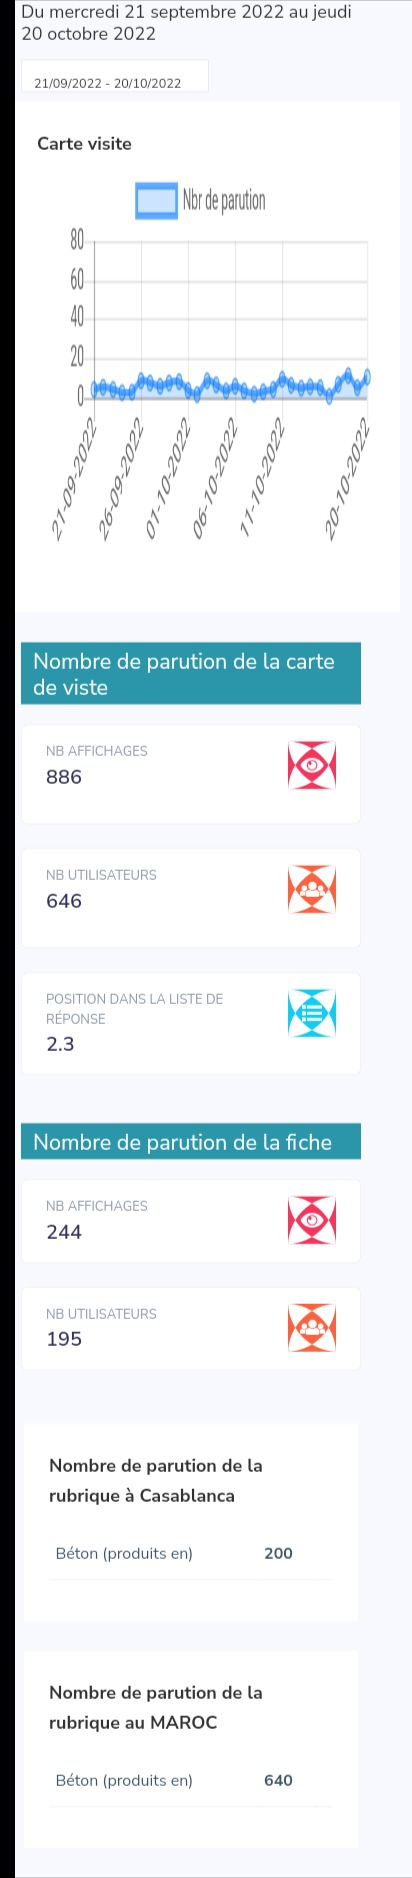 Du mercredi 21 septembre 2022 au jeudi
20 octobre 2022
21/09/2022 - 20/10/2022
Carte visite
Nbr de parution
80
60
40
20
0
21-09-2022
26-09-2022
01-10-2022
06-10-2022
11-10-2022
20-10-2022
Nombre de parution de la carte
de viste
NB AFFICHAGES
886
NB UTILISATEURS
646
POSITION DANS LA LISTE DE
RÉPONSE
2.3
Nombre de parution de la fiche
NB AFFICHAGES
244
NB UTILISATEURS
195
Nombre de parution de la
rubrique à Casablanca
Béton (produits en) 200
Nombre de parution de la
rubrique au MAROC
Béton (produits en) 640